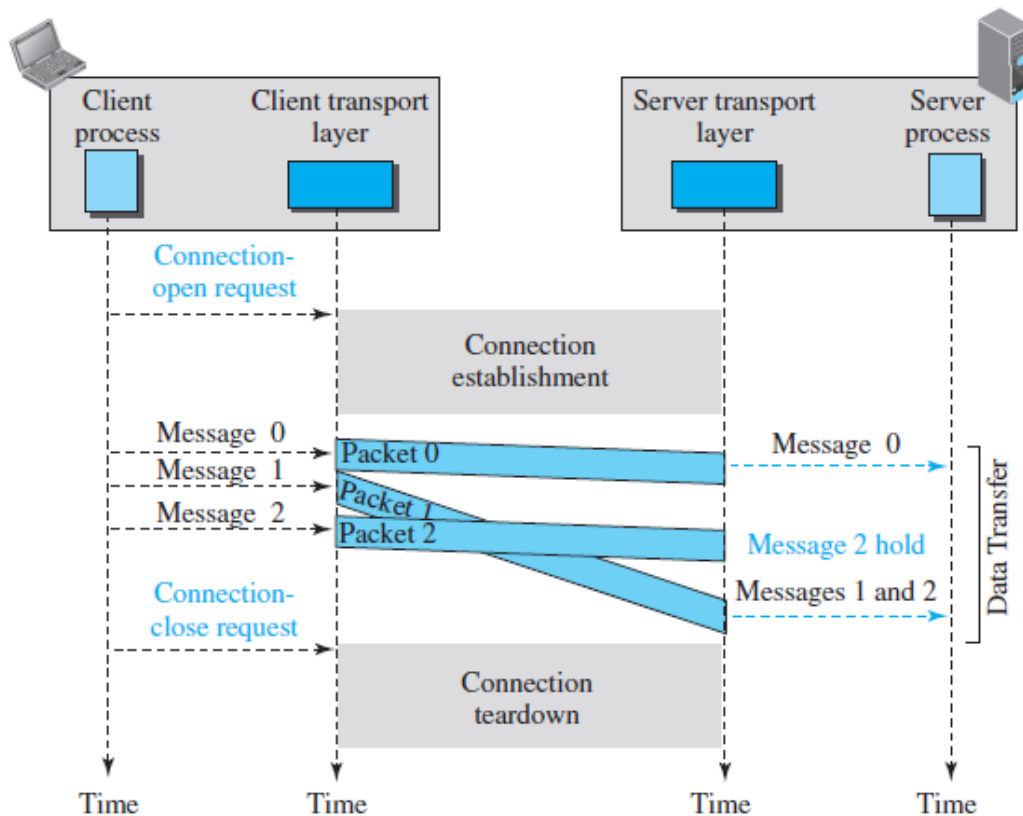 Client process
Client transport layer
Server transport layer
Server process
Connection-
open request
Connection
establishment
Message 0
Packet 0
Message 0
Message 1
Packet 1
Message 2
Packet 2
Message 2 hold
Messages 1 and 2
Data Transfer
Connection-
close request
Connection
teardown
Time
Time
Time
Time